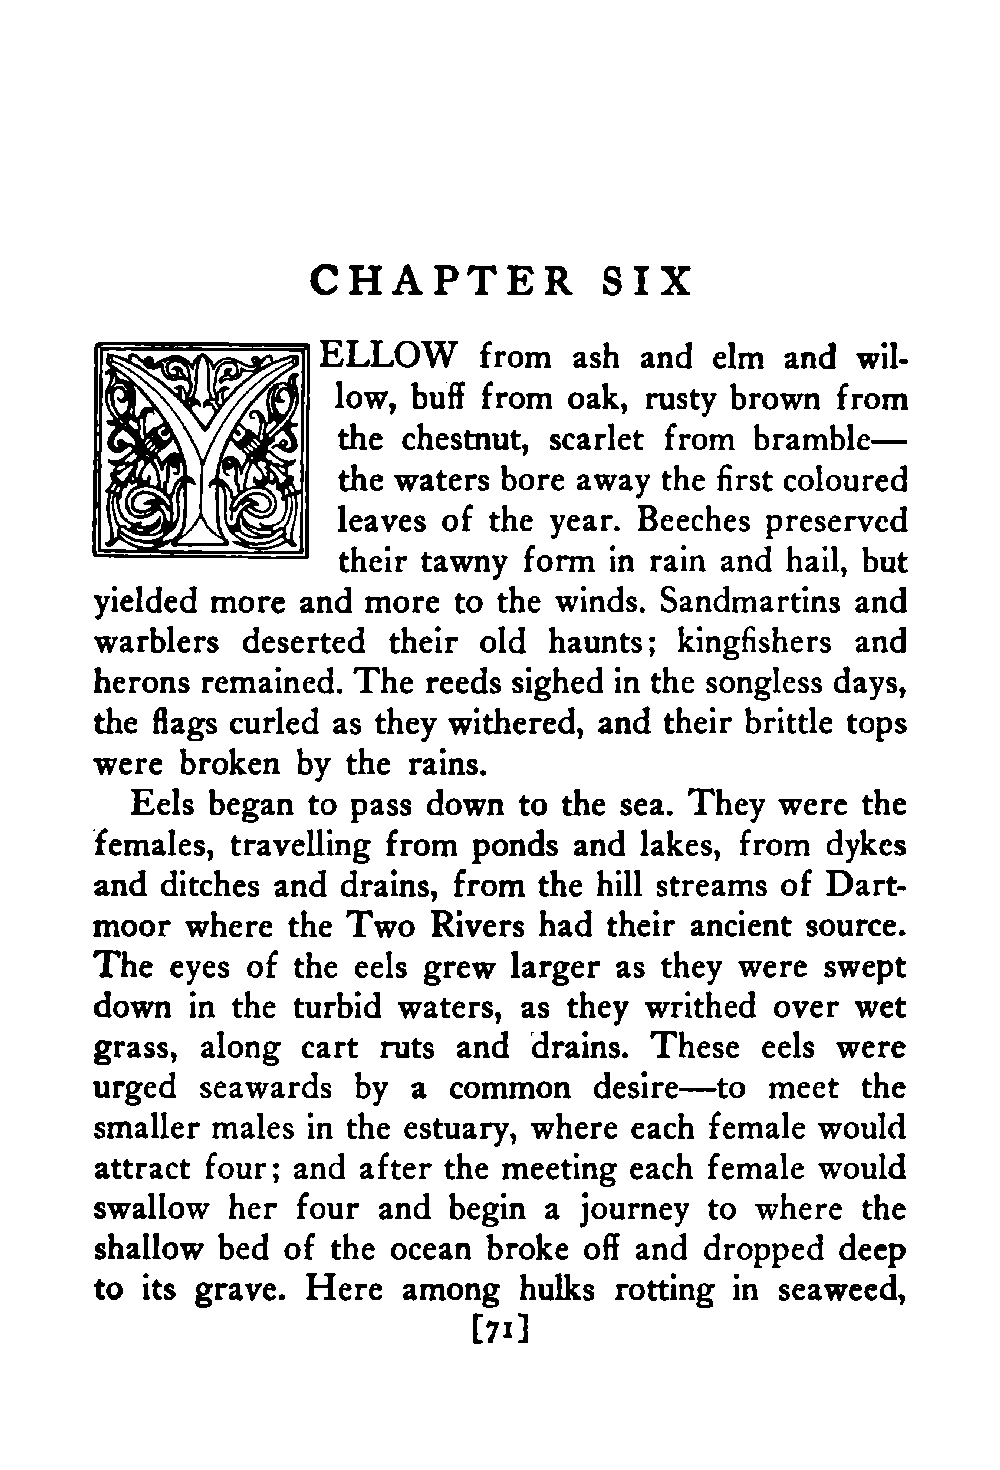 CHAPTER SIX
YELLOW from ash and elm and wil-
low, buff from oak, rusty brown from
the chestnut, scarlet from bramble—
the waters bore away the first coloured
leaves of the year. Beeches preserved
their tawny form in rain and hail, but
yielded more and more to the winds. Sandmartins and
warblers deserted their old haunts; kingfishers and
herons remained. The reeds sighed in the songless days,
the flags curled as they withered, and their brittle tops
were broken by the rains.
Eels began to pass down to the sea. They were the
females, travelling from ponds and lakes, from dykes
and ditches and drains, from the hill streams of Dart-
moor where the Two Rivers had their ancient source.
The eyes of the eels grew larger as they were swept
down in the turbid waters, as they writhed over wet
grass, along cart ruts and drains. These eels were
urged seawards by a common desire—to meet the
smaller males in the estuary, where each female would
attract four; and after the meeting each female would
swallow her four and begin a journey to where the
shallow bed of the ocean broke off and dropped deep
to its grave. Here among hulks rotting in seaweed,
[71]